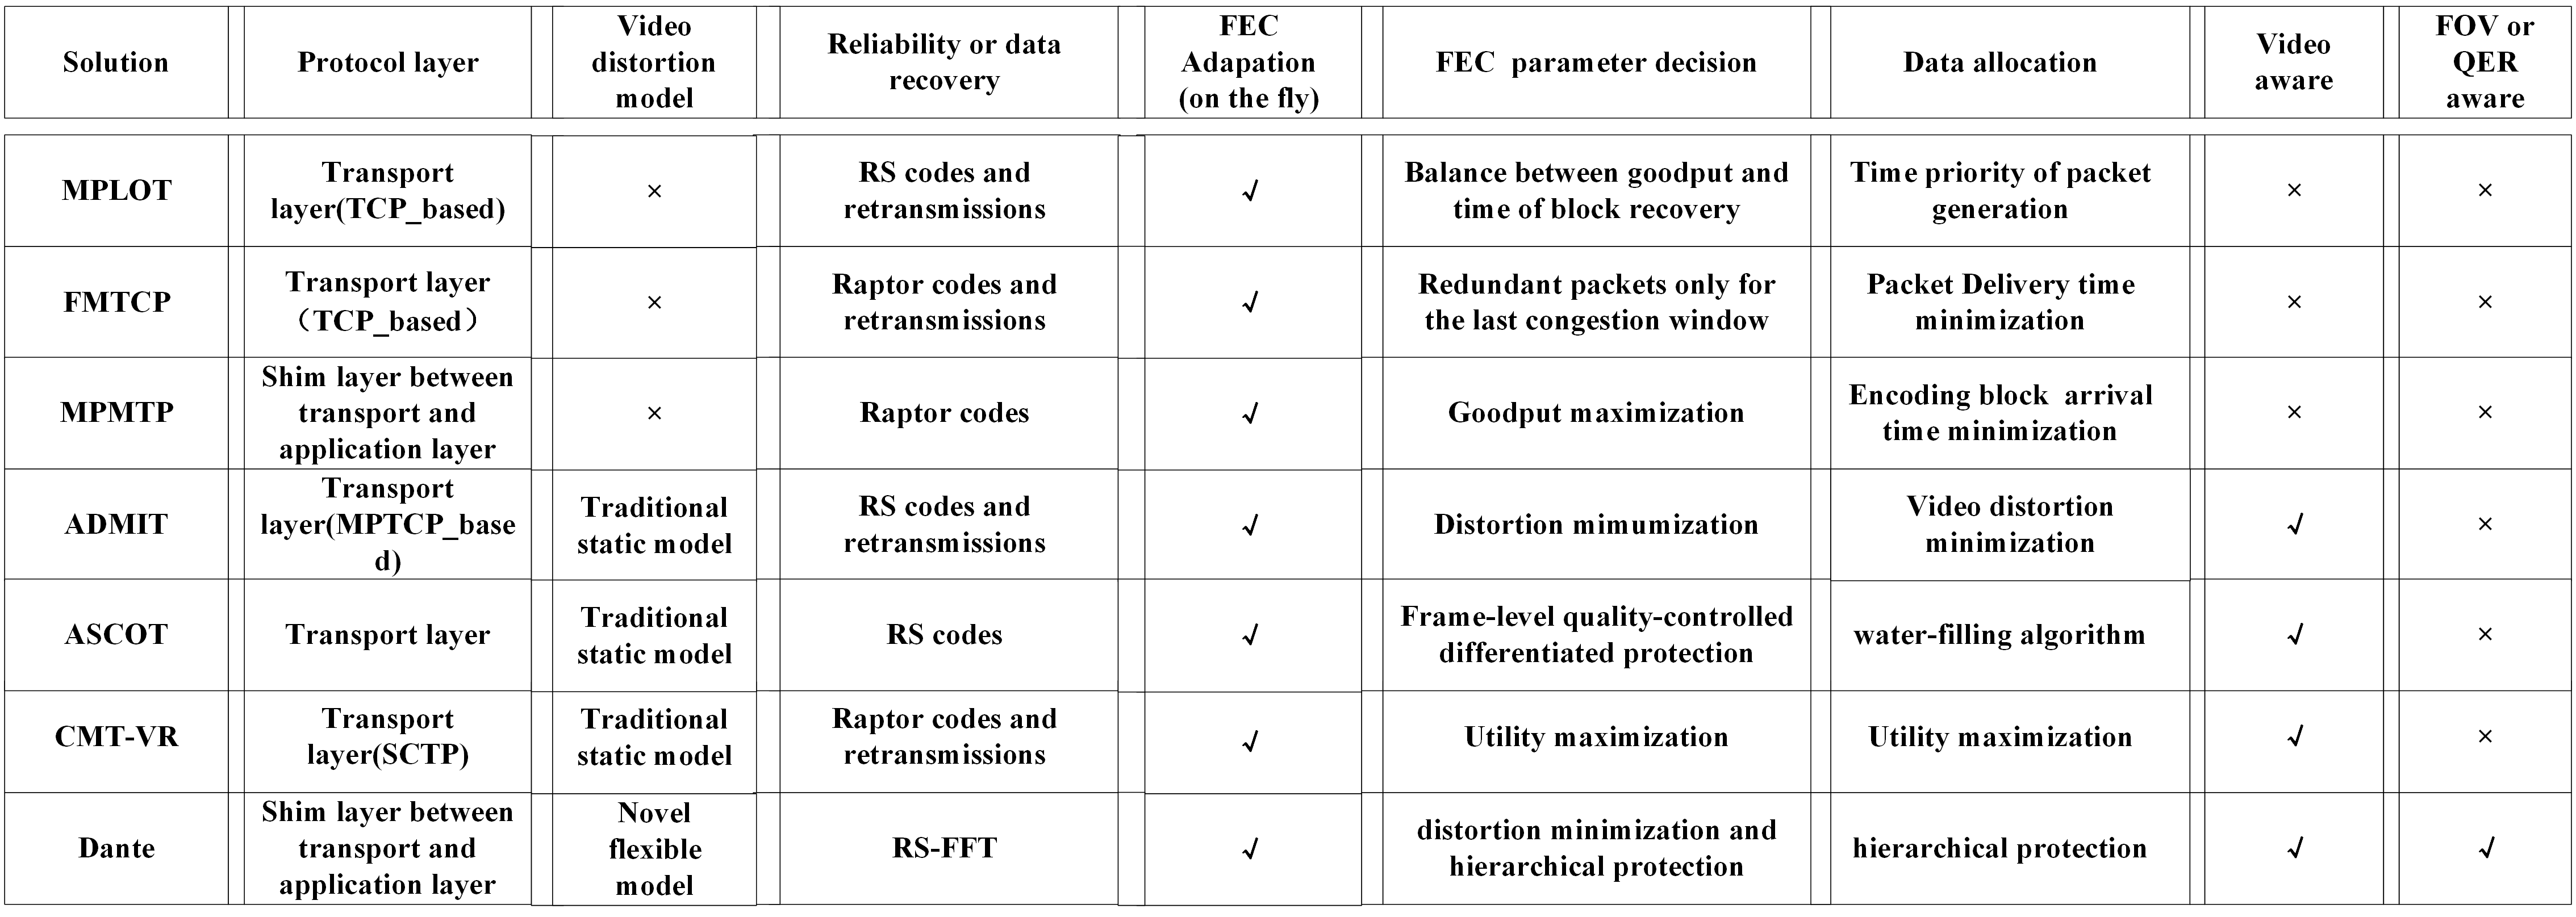 Solution
Protocol layer
Video
distortion
model
Reliability or data
recovery
FEC
Adapation
(on the fly)
FEC  parameter decision
Data allocation
Video
aware
FOV or
QER
aware
MPLOT
Transport
layer(TCP_based)
×
RS codes and
retransmissions
√
Balance between goodput and
time of block recovery
Time priority of packet
generation
×
×
FMTCP
Transport layer
（TCP_based）
×
Raptor codes and
retransmissions
√
Redundant packets only for
the last congestion window
Packet Delivery time
minimization
×
×
MPMTP
Shim layer between
transport and
application layer
×
Raptor codes
√
Goodput maximization
Encoding block  arrival
time minimization
×
×
ADMIT
Transport
layer(MPTCP_base
d)
Traditional
static model
RS codes and
retransmissions
√
Distortion mimumization
Video distortion
minimization
√
×
ASCOT
Transport layer
Traditional
static model
RS codes
√
Frame-level quality-controlled
differentiated protection
water-filling algorithm
√
×
CMT-VR
Transport
layer(SCTP)
Traditional
static model
Raptor codes and
retransmissions
√
Utility maximization
Utility maximization
√
×
Dante
Shim layer between
transport and
application layer
Novel
flexible
model
RS-FFT
√
distortion minimization and
hierarchical protection
hierarchical protection
√
√